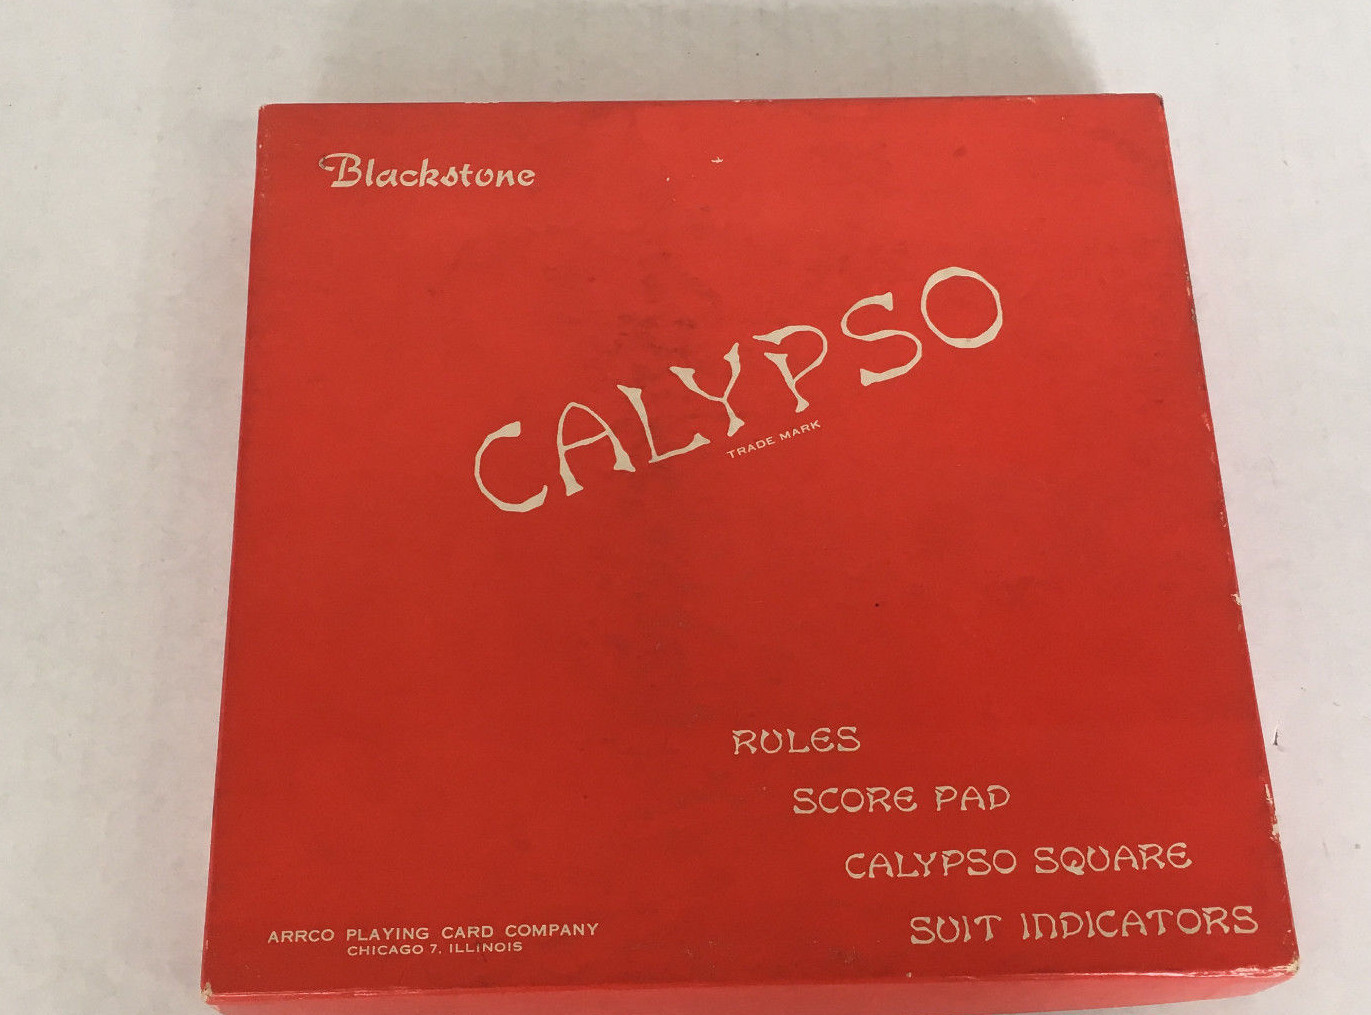 Blackstone
CALYPSO
TRADE MARK
RULES
SCORE PAD
CALYPSO SQUARE
SUIT INDICATORS
ARRCO PLAYING CARD COMPANY
CHICAGO 7, ILLINOIS